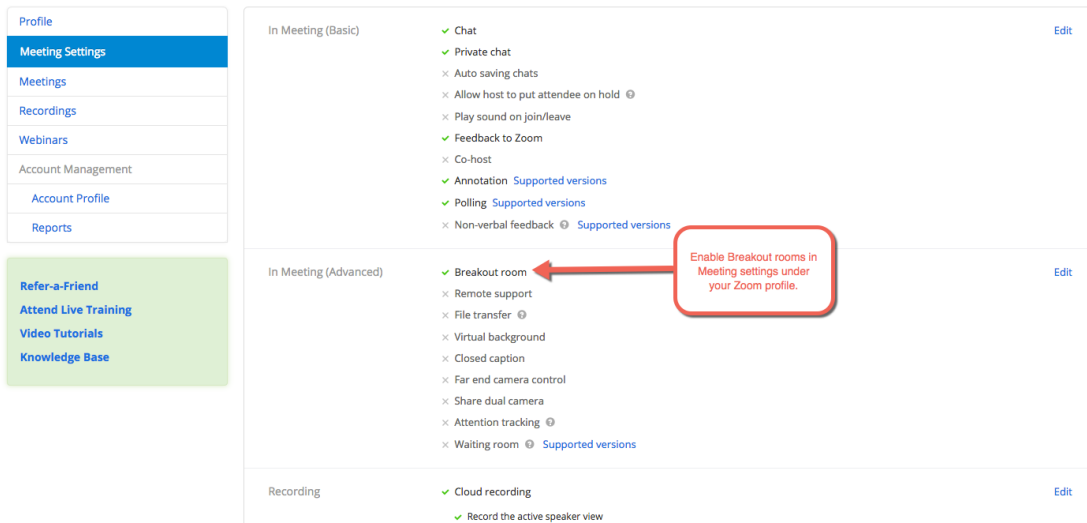 Profile
Meeting Settings
Meetings
Recordings
Webinars
Account Management
Account Profile
Reports
Refer-a-Friend
Attend Live Training
Video Tutorials
Knowledge Base
In Meeting (Basic)
Chat
Edit
Private chat
Auto saving chats
Allow host to put attendee on hold ?
Play sound on join/leave
Feedback to Zoom
Co-host
Annotation Supported versions
Polling Supported versions
Non-verbal feedback ? Supported versions
In Meeting (Advanced)
Breakout room
Edit
Enable Breakout rooms in
Meeting settings under
your Zoom profile.
Remote support
File transfer ?
Virtual background
Closed caption
Far end camera control
Share dual camera
Attention tracking ?
Waiting room ? Supported versions
Recording
Cloud recording
Edit
Record the active speaker view